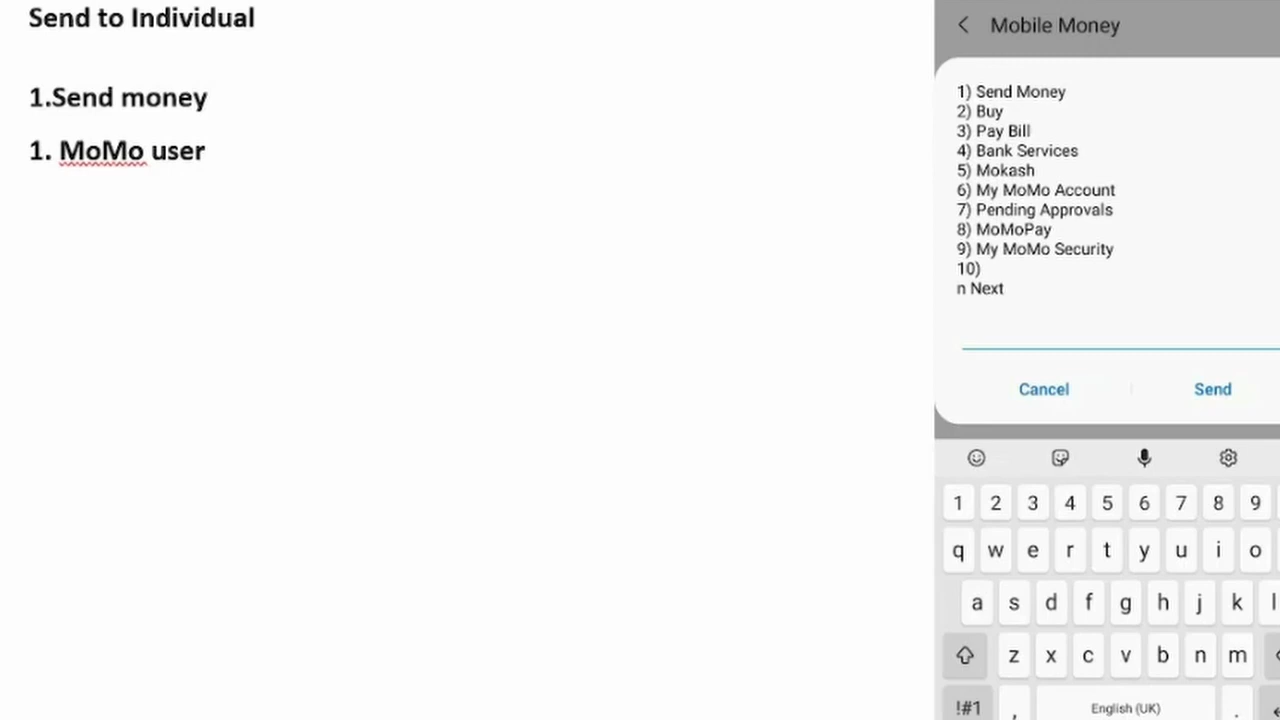 Send to Individual
1.Send money
1. MoMo user
Mobile Money
1) Send Money
2) Buy
3) Pay Bill
4) Bank Services
5) Mokash
6) My MoMo Account
7) Pending Approvals
8) MoMoPay
9) My MoMo Security
10)
n Next
Cancel
Send
1 2 3 4 5 6 7 8 9
q w e r t y u i o
a s d f g h j k l
z x c v b n m
!#1 , English (UK) .